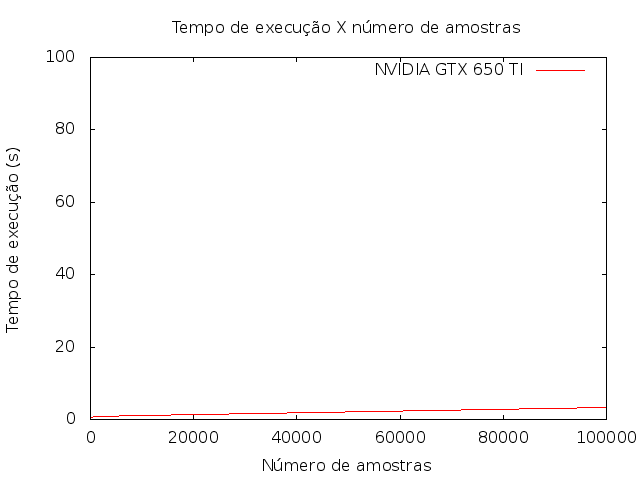 Tempo de execução X número de amostras
NVIDIA GTX 650 TI
100
80
60
40
20
0
Tempo de execução (s)
0 20000 40000 60000 80000 100000
Número de amostras